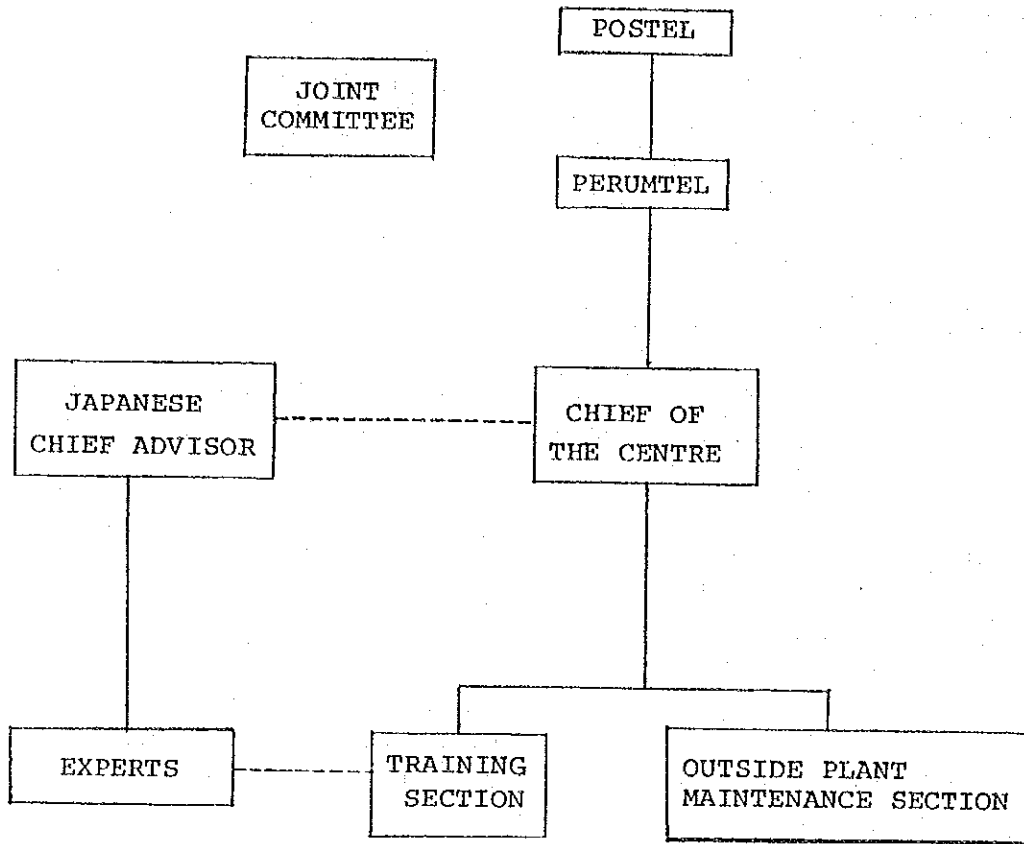 POSTEL
JOINT
COMMITTEE
PERUMTEL
JAPANESE
CHIEF ADVISOR
CHIEF OF
THE CENTRE
EXPERTS
TRAINING
SECTION
OUTSIDE PLANT
MAINTENANCE SECTION